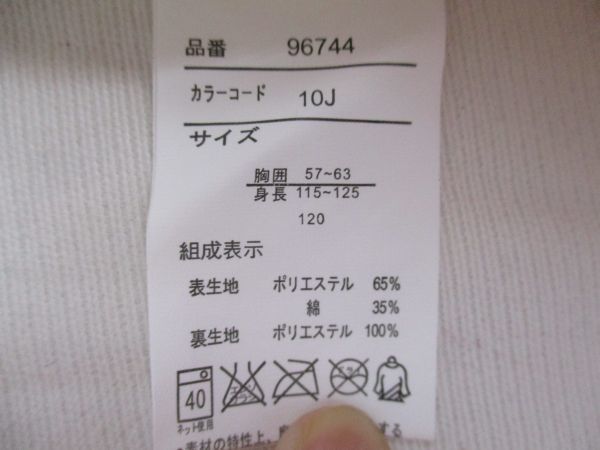 品番 96744
カラーコード 10J
サイズ
胸囲 57~63
身長 115~125
120
組成表示
表生地 ポリエステル 65%
綿 35%
裏生地 ポリエステル 100%
40
ネット使用
・素材の特性上、
する